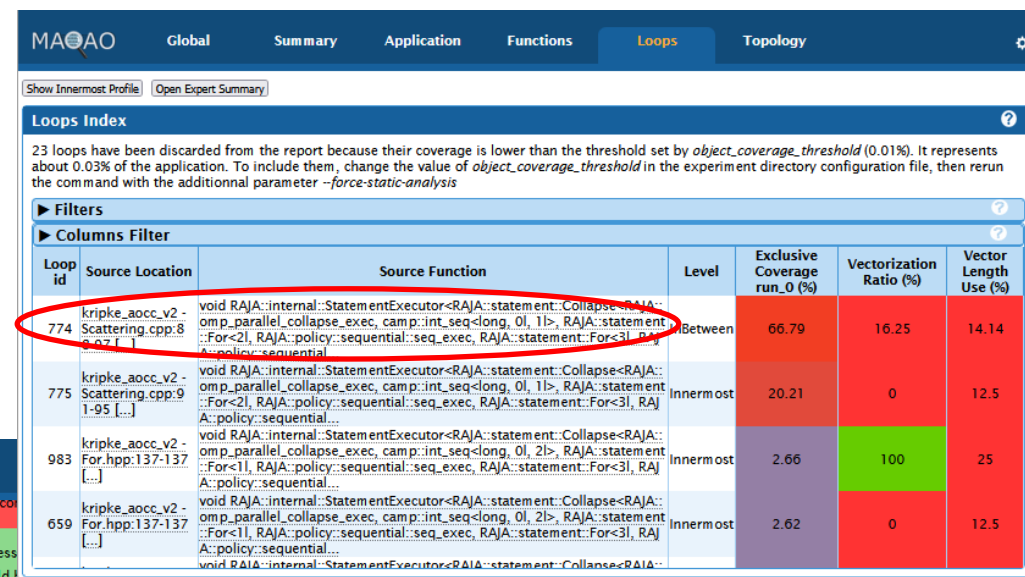 MAQAO Global Summary Application Functions Loops Topology
Show Innermost Profile Open Expert Summary
Loops Index
23 loops have been discarded from the report because their coverage is lower than the threshold set by object_coverage_threshold (0.01%). It represents
about 0.03% of the application. To include them, change the value of object_coverage_threshold in the experiment directory configuration file, then rerun
the command with the additionnal parameter --force-static-analysis
Filters
Columns Filter
Loop id Source Location Source Function Level Exclusive Coverage run_0 (%) Vectorization Ratio (%) Vector Length Use (%)
void RAJA::internal::StatementExecutor<RAJA::statement::Collapse<RAJA::
kripke_aocc_v2 -
omp_parallel_collapse_exec, camp::int_seq<long, 0l, 1l>, RAJA::statement
774 Scattering.cpp:8
::For<2l, RAJA::policy::sequential::seq_exec, RAJA::statement::For<3l, RAJ
Between 66.79 16.25 14.14
[...]
A::policy::sequential...
void RAJA::internal::StatementExecutor<RAJA::statement::Collapse<RAJA::
kripke_aocc_v2 -
omp_parallel_collapse_exec, camp::int_seq<long, 0l, 1l>, RAJA::statement
775 Scattering.cpp:9
::For<2l, RAJA::policy::sequential::seq_exec, RAJA::statement::For<3l, RAJ
Innermost 20.21 0 12.5
1-95 [...]
A::policy::sequential...
void RAJA::internal::StatementExecutor<RAJA::statement::Collapse<RAJA::
kripke_aocc_v2 -
omp_parallel_collapse_exec, camp::int_seq<long, 0l, 2l>, RAJA::statement
983 For.hpp:137-137
::For<1l, RAJA::policy::sequential::seq_exec, RAJA::statement::For<3l, RAJ
Innermost 2.66 100 25
[...]
A::policy::sequential...
void RAJA::internal::StatementExecutor<RAJA::statement::Collapse<RAJA::
kripke_aocc_v2 -
omp_parallel_collapse_exec, camp::int_seq<long, 0l, 2l>, RAJA::statement
659 For.hpp:137-137
::For<1l, RAJA::policy::sequential::seq_exec, RAJA::statement::For<3l, RAJ
Innermost 2.62 0 12.5
[...]
A::policy::sequential...
void RAJA::internal::StatementExecutor<RAJA::statement::Collapse<RAJA::